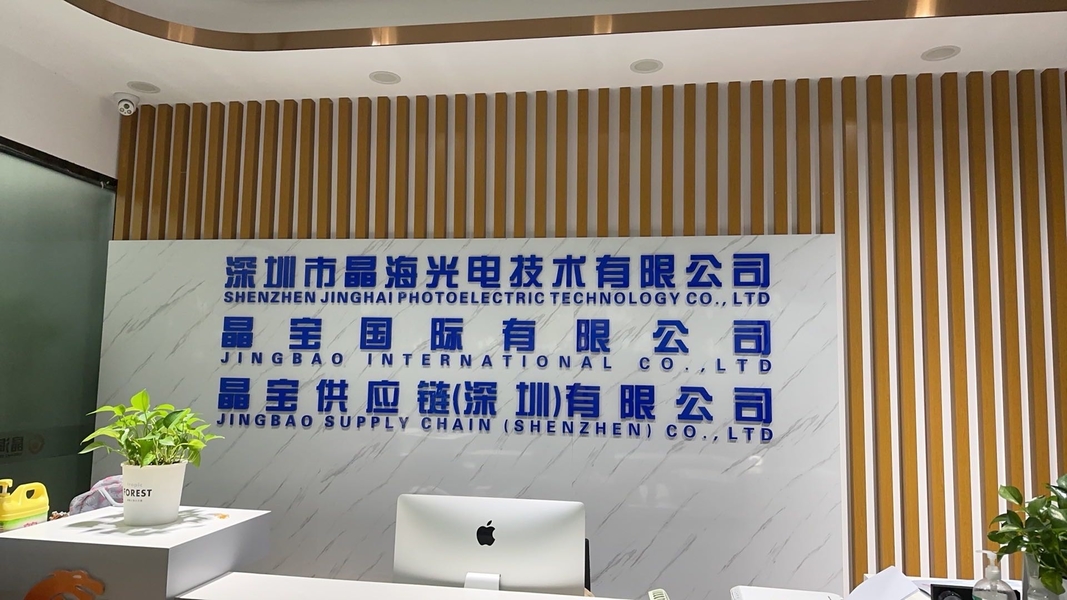 深圳市晶海光电技术有限公司
SHENZHEN JINGHAI PHOTOELECTRIC TECHNOLOGY CO., LTD
晶宝国际有限公司
JINGBAO INTERNATIONAL CO.,LTD
晶宝供应链(深圳)有限公司
JINGBAO SUPPLY CHAIN (SHENZHEN) CO.,LTD
FOREST